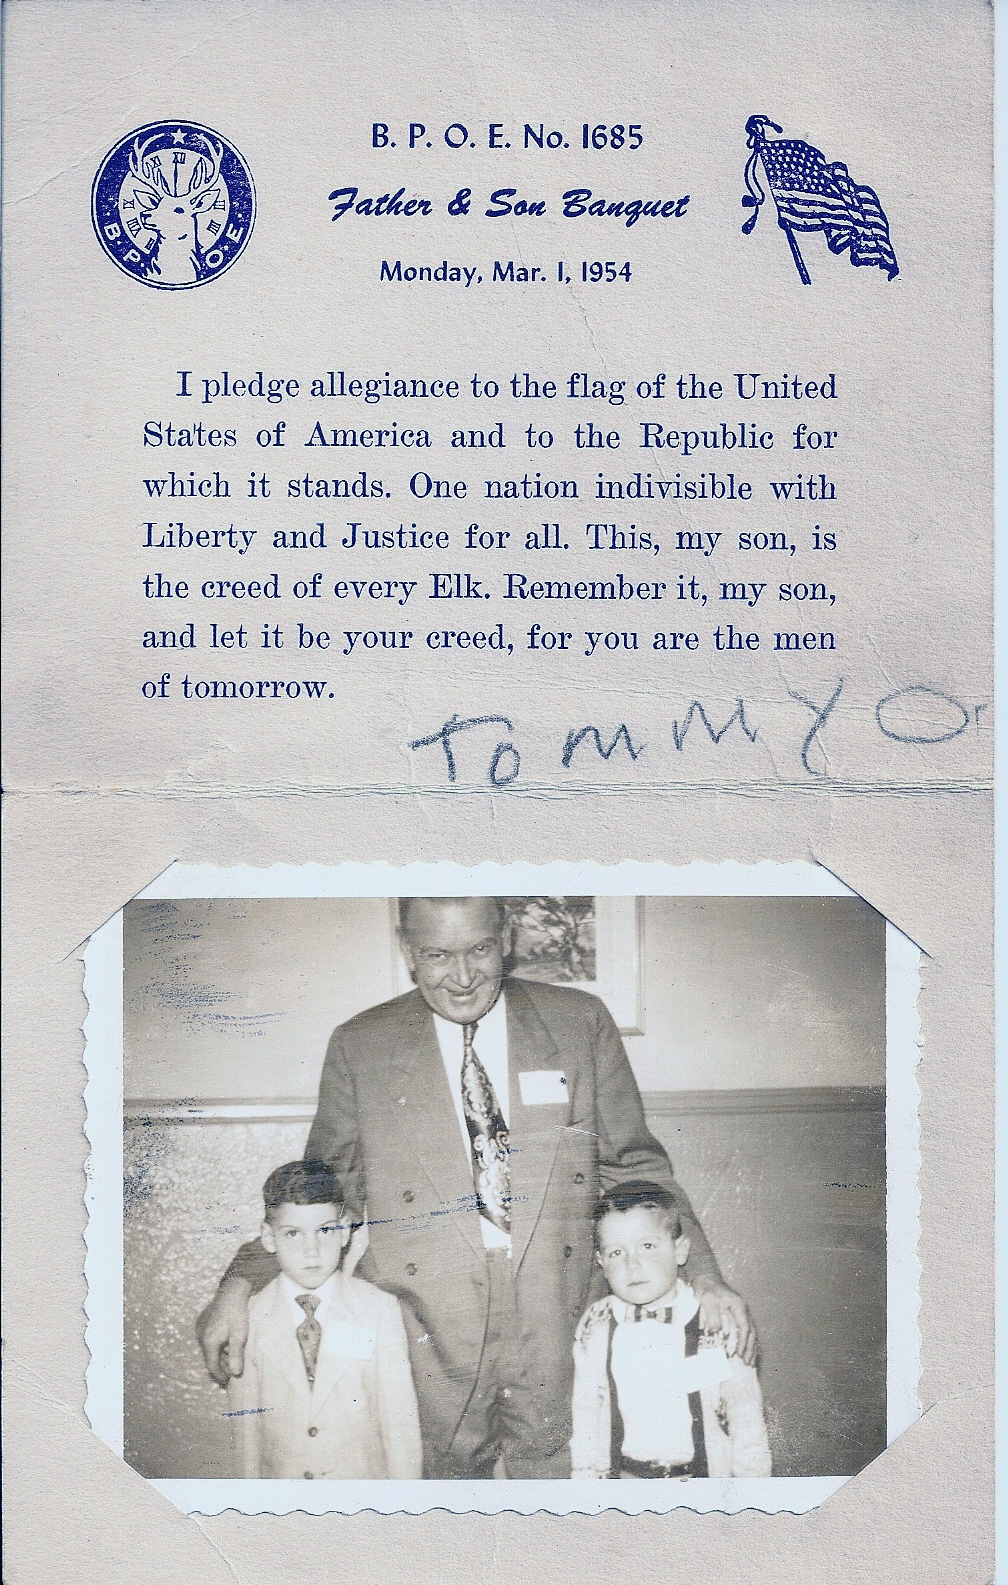 B. P. O. E. No. 1685
Father & Son Banquet
Monday, Mar. 1, 1954
B. P. O. E.
I pledge allegiance to the flag of the United
States of America and to the Republic for
which it stands. One nation indivisible with
Liberty and Justice for all. This, my son, is
the creed of every Elk. Remember it, my son,
and let it be your creed, for you are the men
of tomorrow.
TOMMY